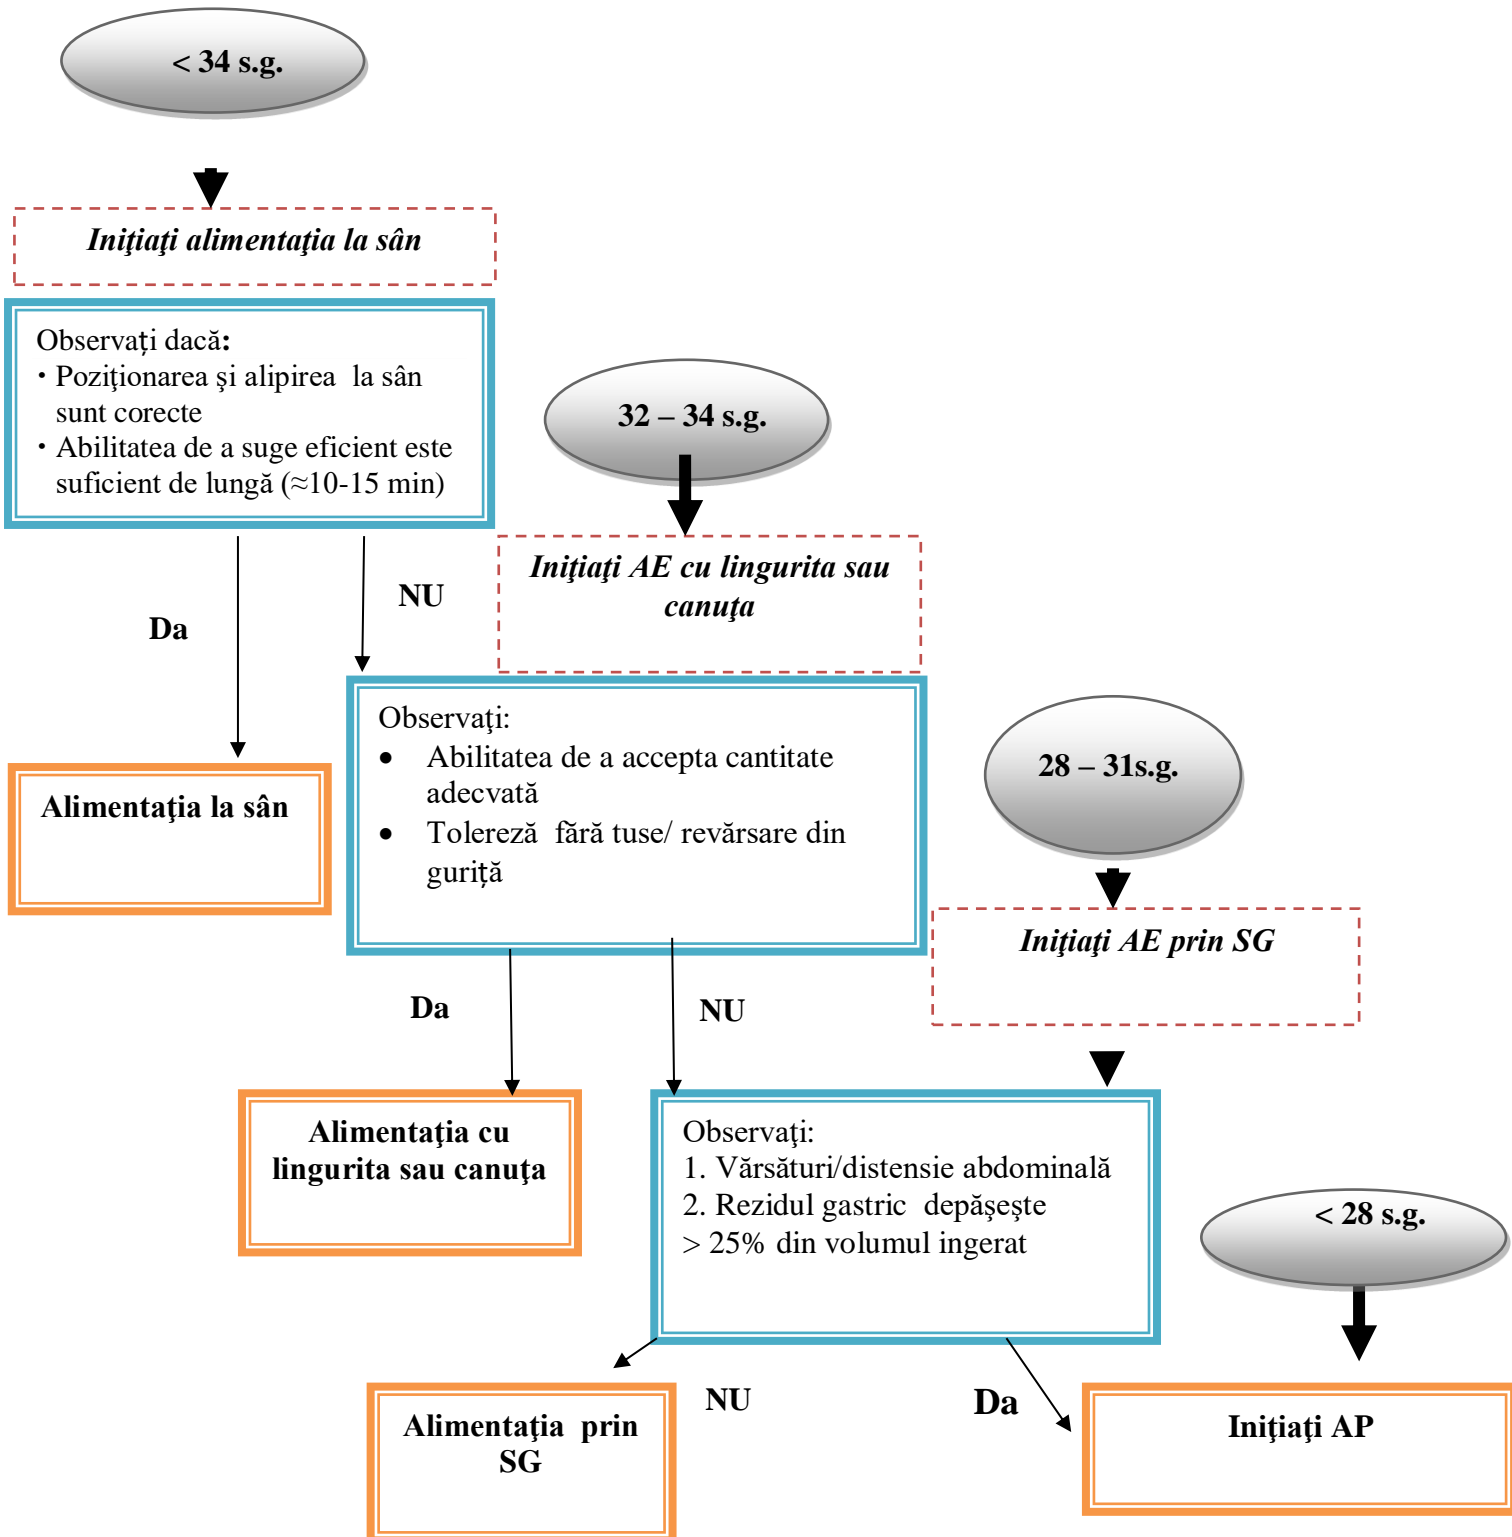 < 34 s.g.
Iniţiaţi alimentaţia la sân
Observați dacă:
· Poziţionarea şi alipirea la sân
sunt corecte
· Abilitatea de a suge eficient este
suficient de lungă (≈10-15 min)
32 – 34 s.g.
Iniţiaţi AE cu lingurita sau
canuţa
NU
Da
Observaţi:
• Abilitatea de a accepta cantitate
adecvată
• Tolereză fără tuse/ revărsare din
guriță
28 – 31s.g.
Alimentaţia la sân
Iniţiaţi AE prin SG
Da
NU
Alimentaţia cu
lingurita sau canuţa
Observaţi:
1. Vărsături/distensie abdominală
2. Rezidul gastric depăşeşte
> 25% din volumul ingerat
< 28 s.g.
NU
Da
Alimentaţia prin
SG
Iniţiaţi AP